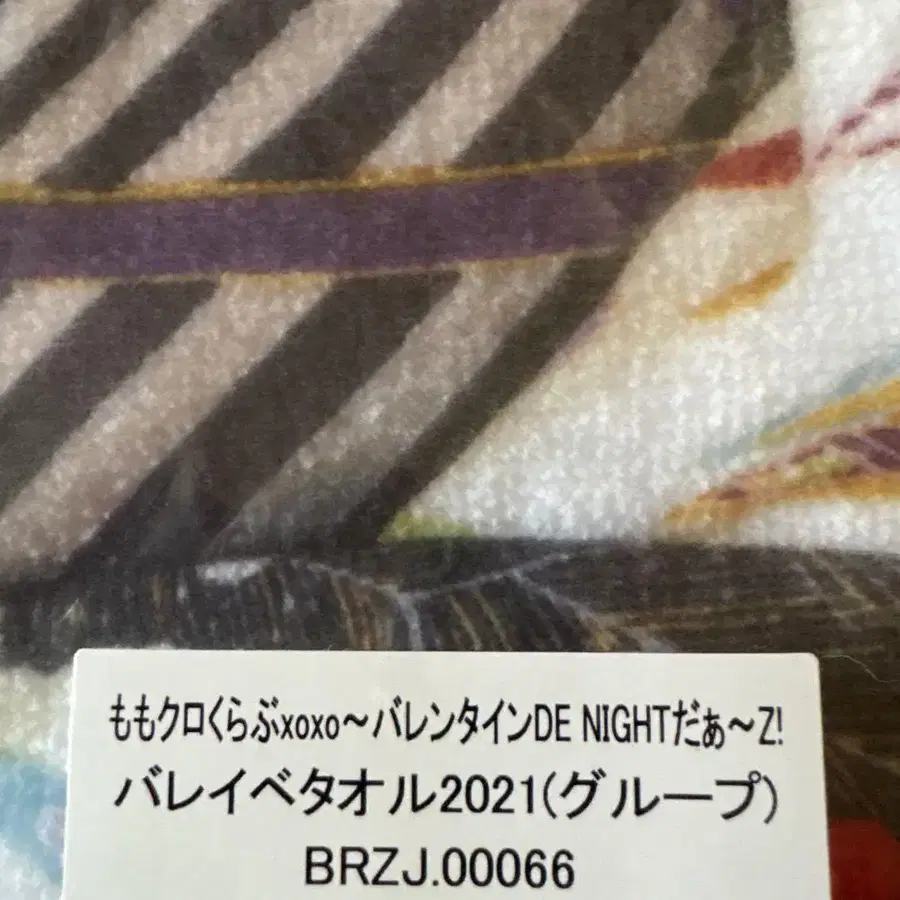 ももクロくらぶxoxo～バレンタインDE NIGHTだぁ～Z!
バレイベタオル2021(グループ)
BRZJ.00066